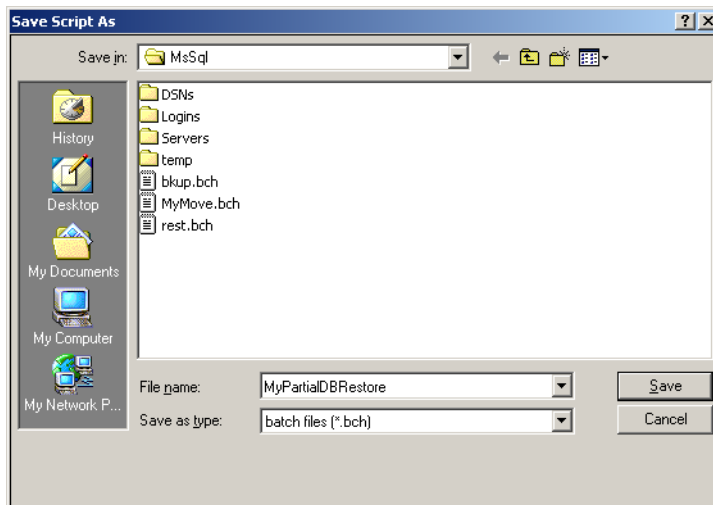 Save Script As
Save in:
MsSql
History
Desktop
My Documents
My Computer
My Network P...
DSNs
Logins
Servers
temp
bkup.bch
MyMove.bch
rest.bch
File name:
MyPartialDBRestore
Save
Save as type:
batch files (*.bch)
Cancel